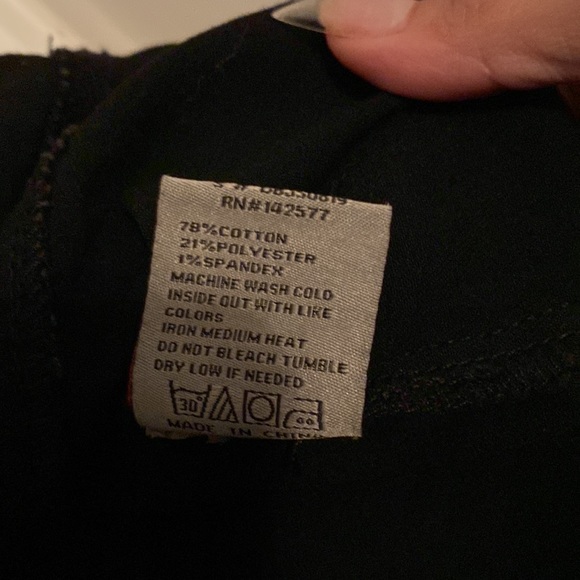 RN#142577
78%COTTON
21%POLYESTER
1%SPANDEX
MACHINE WASH COLD
INSIDE OUT WITH LIKE
COLORS
IRON MEDIUM HEAT
DO NOT BLEACH TUMBLE
DRY LOW IF NEEDED
30°
MADE IN CHINA